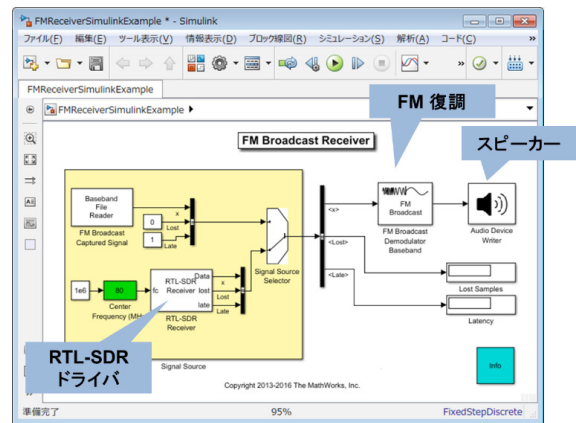 FMReceiverSimulinkExample * - Simulink
ファイル(F) 編集(E) ツール表示(V) 情報表示(D) ブロック線図(R) シミュレーション(S) 解析(A) コード(C) »
FMReceiverSimulinkExample
FMReceiverSimulinkExample
FM 復調
スピーカー
FM Broadcast Receiver
Baseband
File
Reader
FM Broadcast
Captured Signal
0
1
x
Lost
Late
1e6
80
Center
Frequency (MH
fc
RTL-SDR
Receiver
Data
lost
late
RTL-SDR
Receiver
x
Lost
Late
Signal Source
Selector
<x>
<Lost>
<Late>
FM
Broadcast
FM Broadcast
Demodulator
Baseband
Audio Device
Writer
Lost Samples
Latency
RTL-SDR
ドライバ
Signal Source
Info
Copyright 2013-2016 The MathWorks, Inc.
準備完了
95%
FixedStepDiscrete